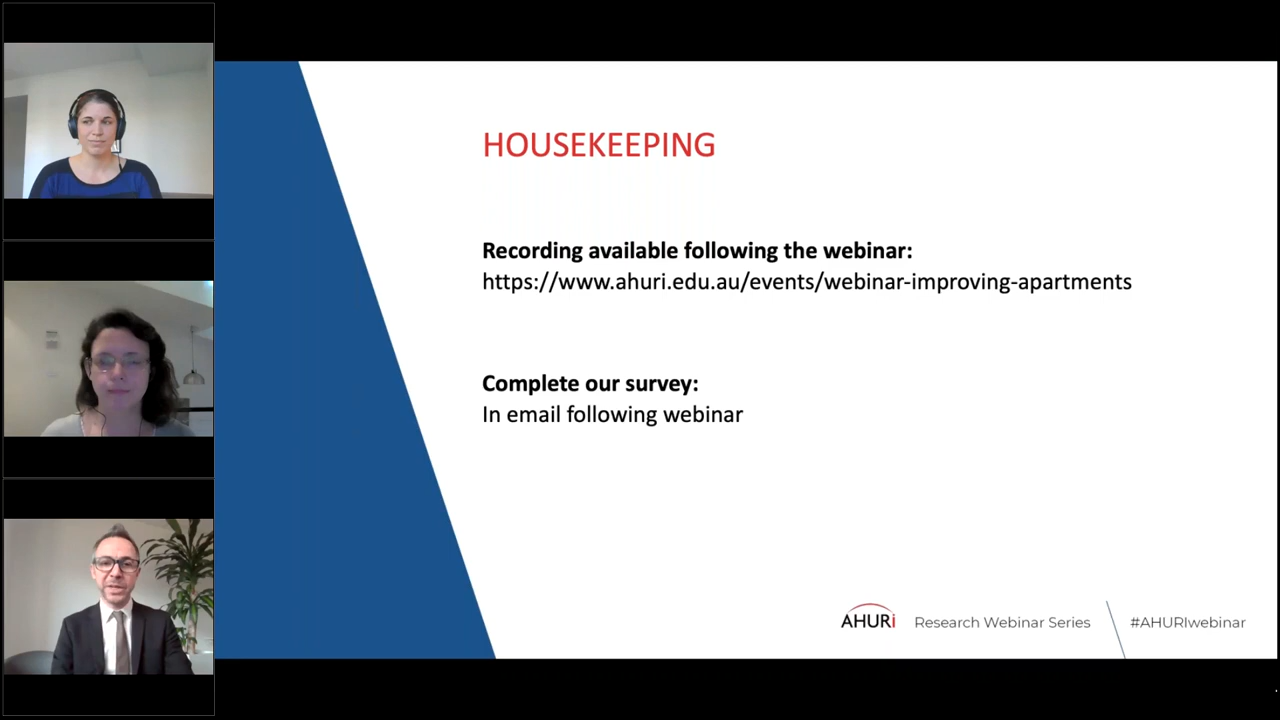 HOUSEKEEPING
Recording available following the webinar:
https://www.ahuri.edu.au/events/webinar-improving-apartments
Complete our survey:
In email following webinar
AHURI Research Webinar Series #AHURIwebinar